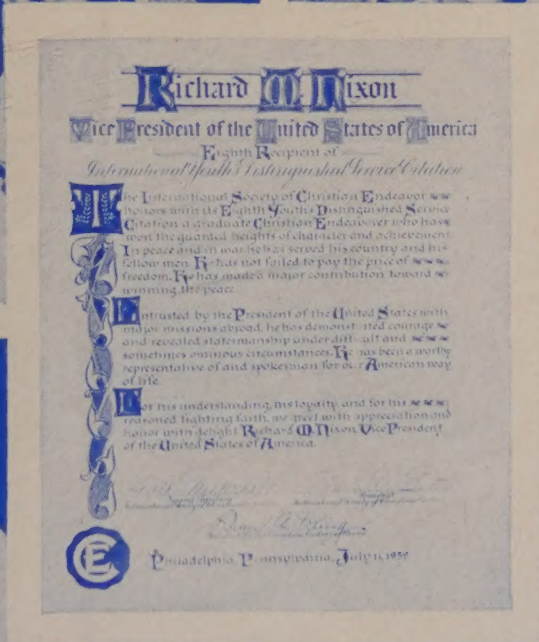 Richard M. Nixon
Vice President of the United States of America
Eighth Recipient of
International Youth's Distinguished Service Citation
The International Society of Christian Endeavor
honors with its Eighth Youth's Distinguished Service
Citation a graduate Christian Endeavorer who has
won the guarded heights of character and achievement.
In peace and in war he has served his country and his
fellow men. He has not failed to pay the price of
freedom. He has made a major contribution toward
winning the peace.
Entrusted by the President of the United States with
major missions abroad, he has demonstrated courage
and revealed statesmanship under difficult and
sometimes ominous circumstances. He has been a worthy
representative of and spokesman for our American way
of life.
For his understanding, his loyalty, and for his
reasoned fighting faith, we greet with appreciation and
honor with delight Richard M. Nixon, Vice President
of the United States of America.
President
CE
Philadelphia, Pennsylvania, July 11, 1959